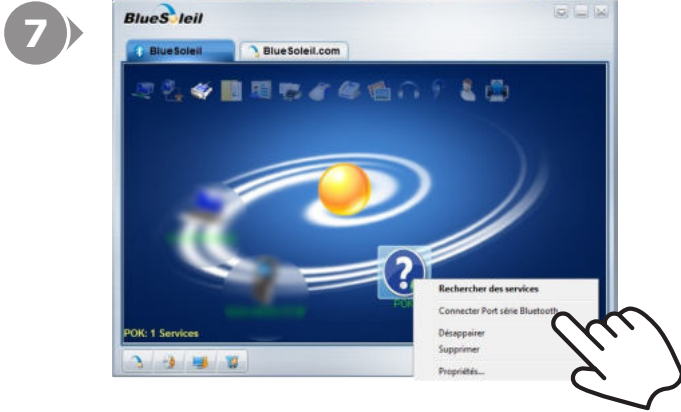 7
BlueSoleil
BlueSoleil
BlueSoleil.com
Rechercher des services
Connecter Port série Bluetooth
Désappairer
Supprimer
Propriétés...
POK: 1 Services